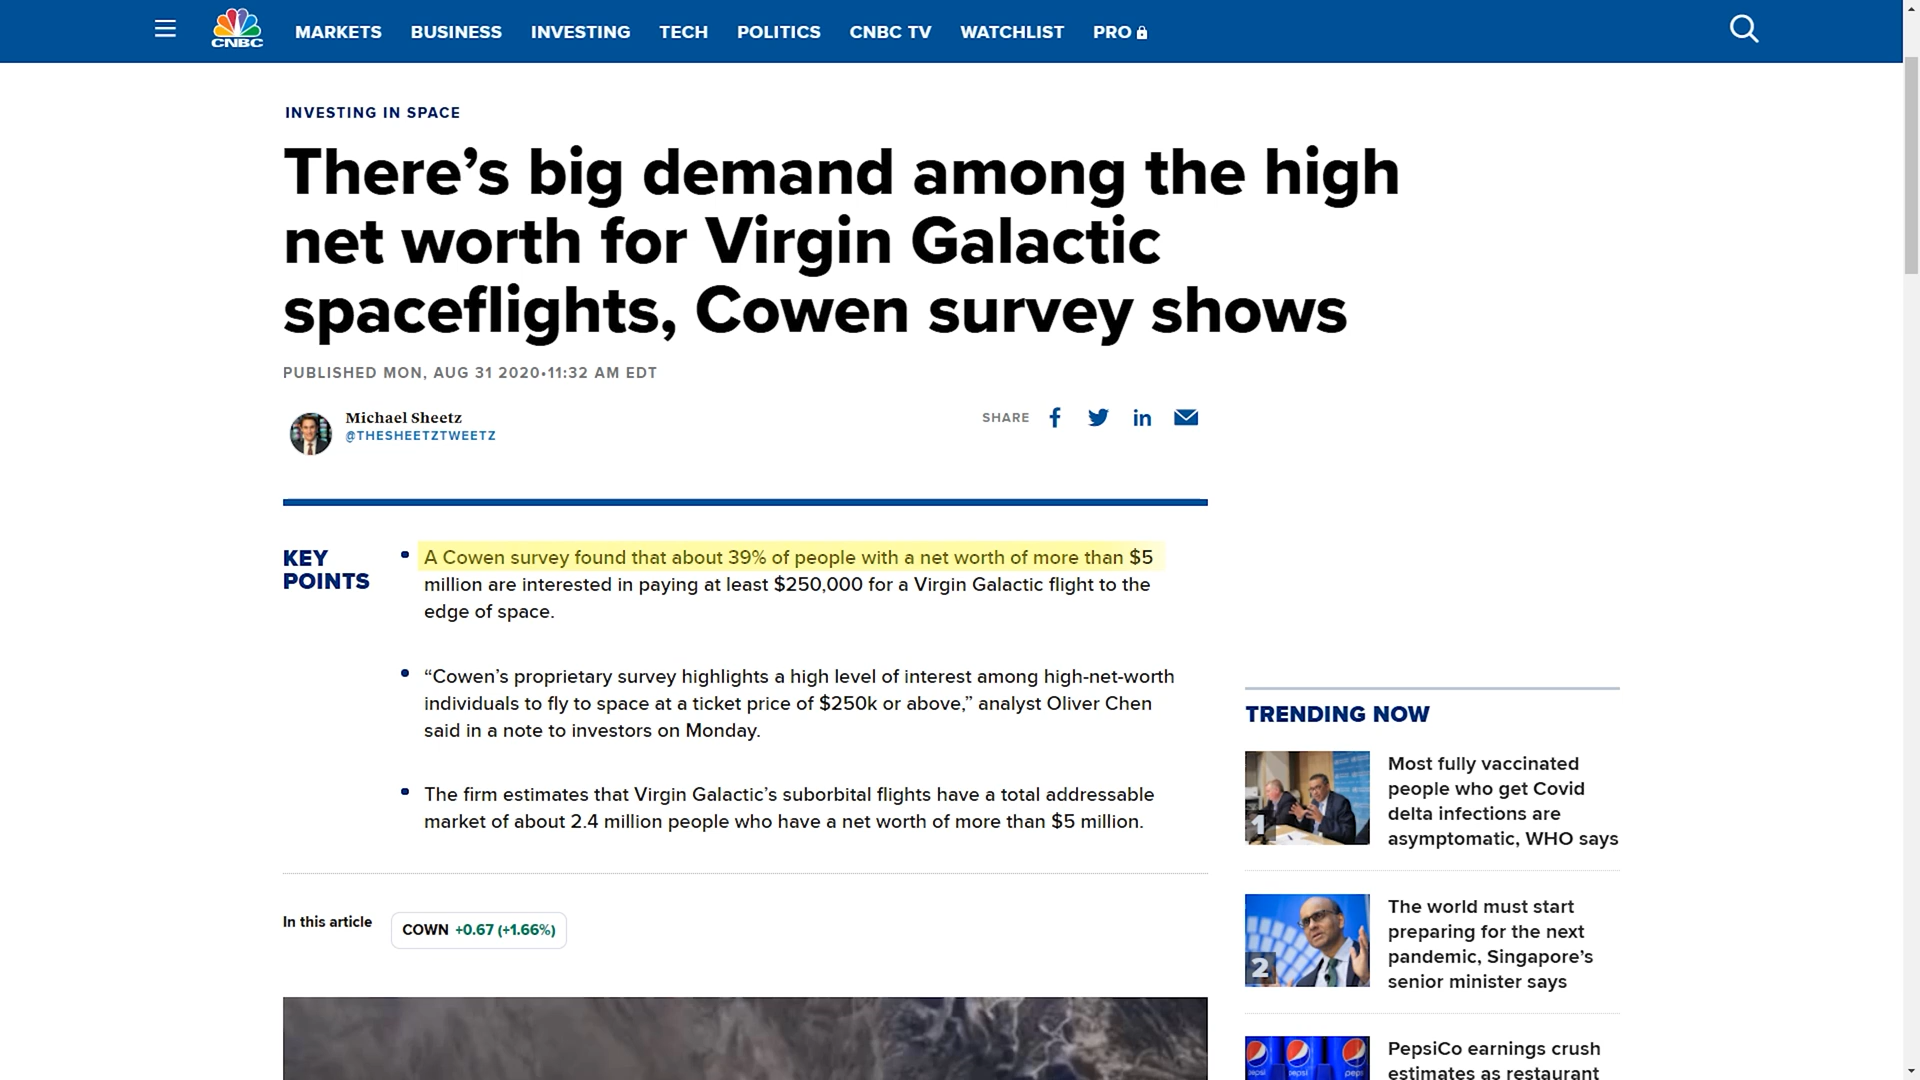 CNBC
MARKETS BUSINESS INVESTING TECH POLITICS CNBC TV WATCHLIST PRO
INVESTING IN SPACE
There’s big demand among the high
net worth for Virgin Galactic
spaceflights, Cowen survey shows
PUBLISHED MON, AUG 31 2020•11:32 AM EDT
Michael Sheetz
@THESHEETZTWEETZ
SHARE
KEY
POINTS
A Cowen survey found that about 39% of people with a net worth of more than $5
million are interested in paying at least $250,000 for a Virgin Galactic flight to the
edge of space.
“Cowen’s proprietary survey highlights a high level of interest among high-net-worth
individuals to fly to space at a ticket price of $250k or above,” analyst Oliver Chen
said in a note to investors on Monday.
The firm estimates that Virgin Galactic’s suborbital flights have a total addressable
market of about 2.4 million people who have a net worth of more than $5 million.
In this article
COWN +0.67 (+1.66%)
TRENDING NOW
1
Most fully vaccinated
people who get Covid
delta infections are
asymptomatic, WHO says
2
The world must start
preparing for the next
pandemic, Singapore’s
senior minister says
pepsi pepsi peps
PepsiCo earnings crush
estimates as restaurant